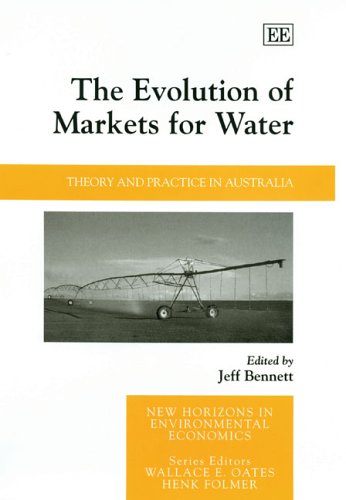 EE
The Evolution of
Markets for Water
THEORY AND PRACTICE IN AUSTRALIA
Edited by
Jeff Bennett
NEW HORIZONS IN
ENVIRONMENTAL
ECONOMICS
Series Editors
WALLACE E. OATES
HENK FOLMER